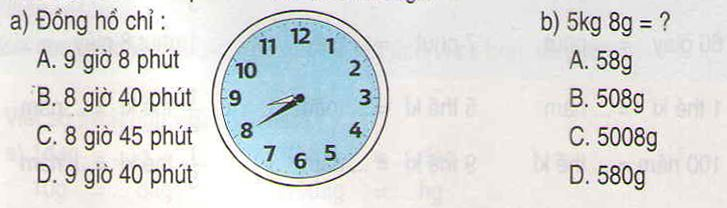 a) Đồng hồ chỉ :
A. 9 giờ 8 phút
B. 8 giờ 40 phút
C. 8 giờ 45 phút
D. 9 giờ 40 phút
12
11 1
10 2
9 3
8 4
7 6 5
b) 5kg 8g = ?
A. 58g
B. 508g
C. 5008g
D. 580g